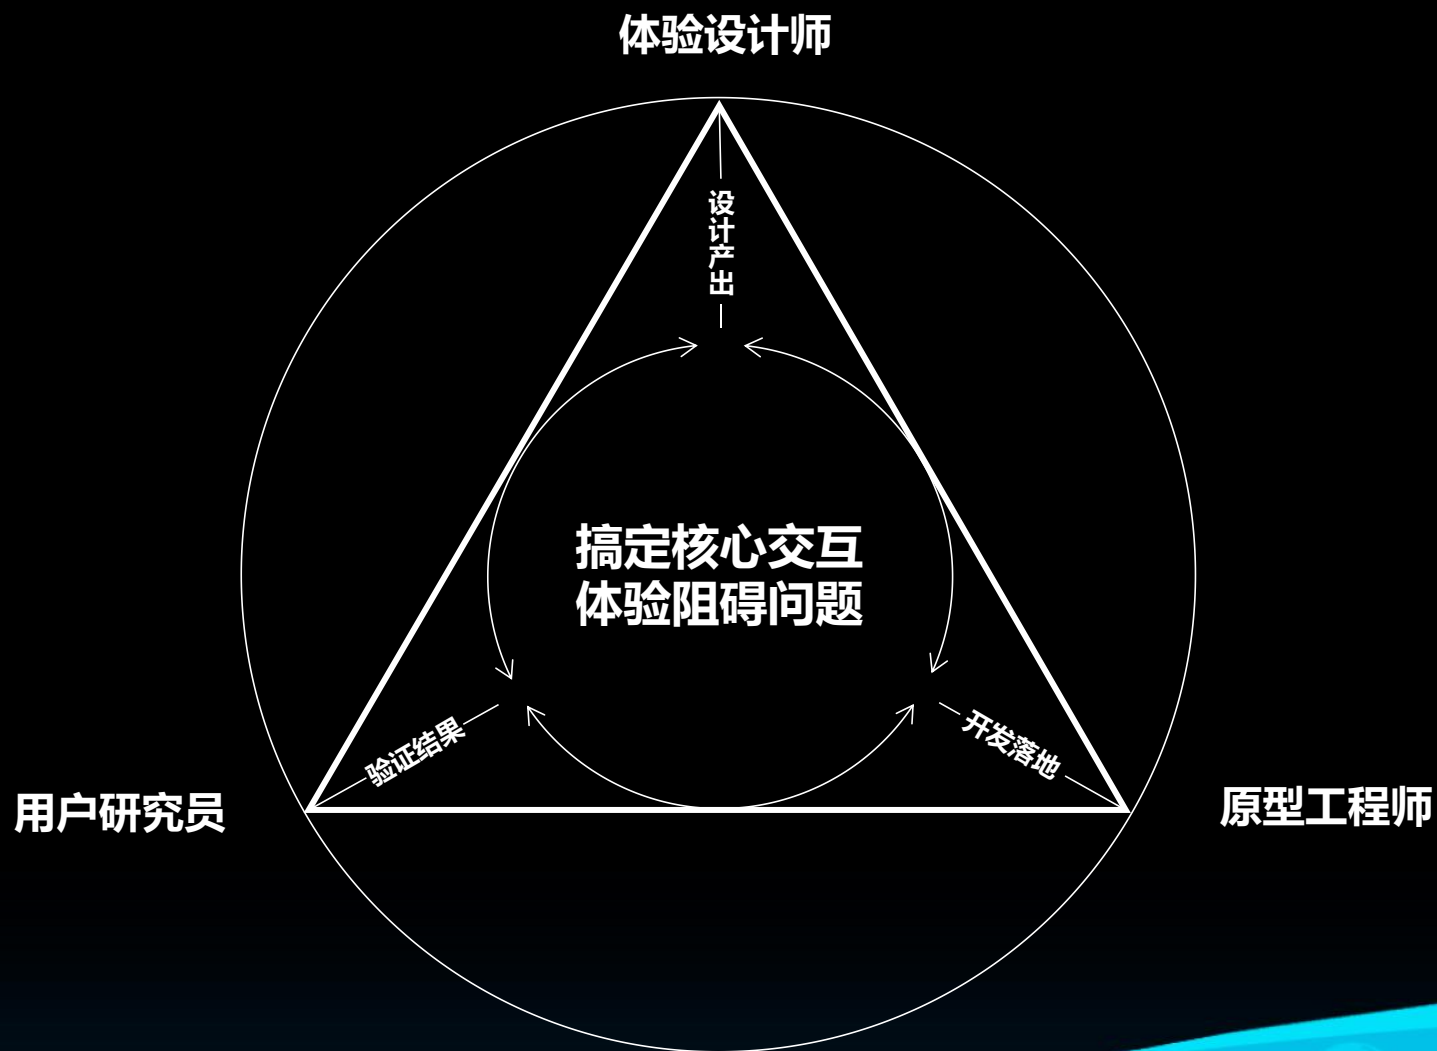 体验设计师
设计产出
搞定核心交互
体验阻碍问题
验证结果
开发落地
用户研究员
原型工程师